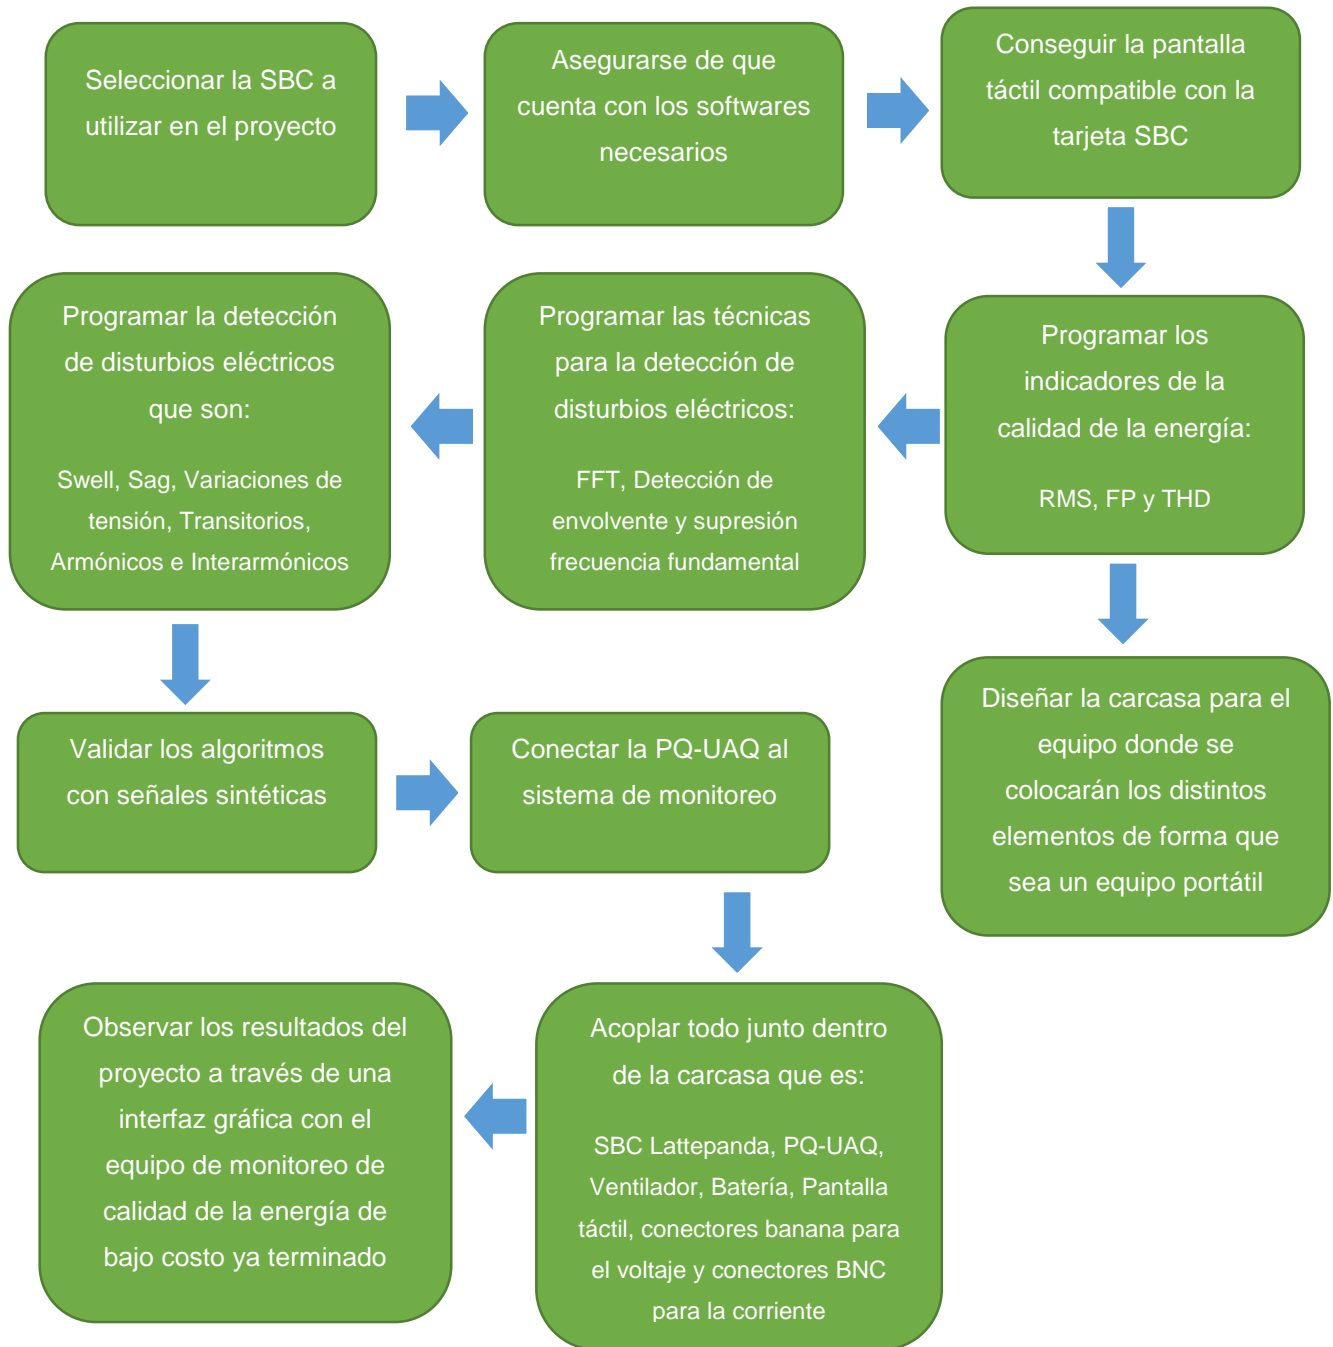 Seleccionar la SBC a
utilizar en el proyecto
Asegurarse de que
cuenta con los softwares
necesarios
Conseguir la pantalla
táctil compatible con la
tarjeta SBC
Programar los
indicadores de la
calidad de la energía:
RMS, FP y THD
Programar las técnicas
para la detección de
disturbios eléctricos:
FFT, Detección de
envolvente y supresión
frecuencia fundamental
Programar la detección
de disturbios eléctricos
que son:
Swell, Sag, Variaciones de
tensión, Transitorios,
Armónicos e Interarmónicos
Diseñar la carcasa para el
equipo donde se
colocarán los distintos
elementos de forma que
sea un equipo portátil
Validar los algoritmos
con señales sintéticas
Conectar la PQ-UAQ al
sistema de monitoreo
Acoplar todo junto dentro
de la carcasa que es:
SBC Lattepanda, PQ-UAQ,
Ventilador, Batería, Pantalla
táctil, conectores banana para
el voltaje y conectores BNC
para la corriente
Observar los resultados del
proyecto a través de una
interfaz gráfica con el
equipo de monitoreo de
calidad de la energía de
bajo costo ya terminado